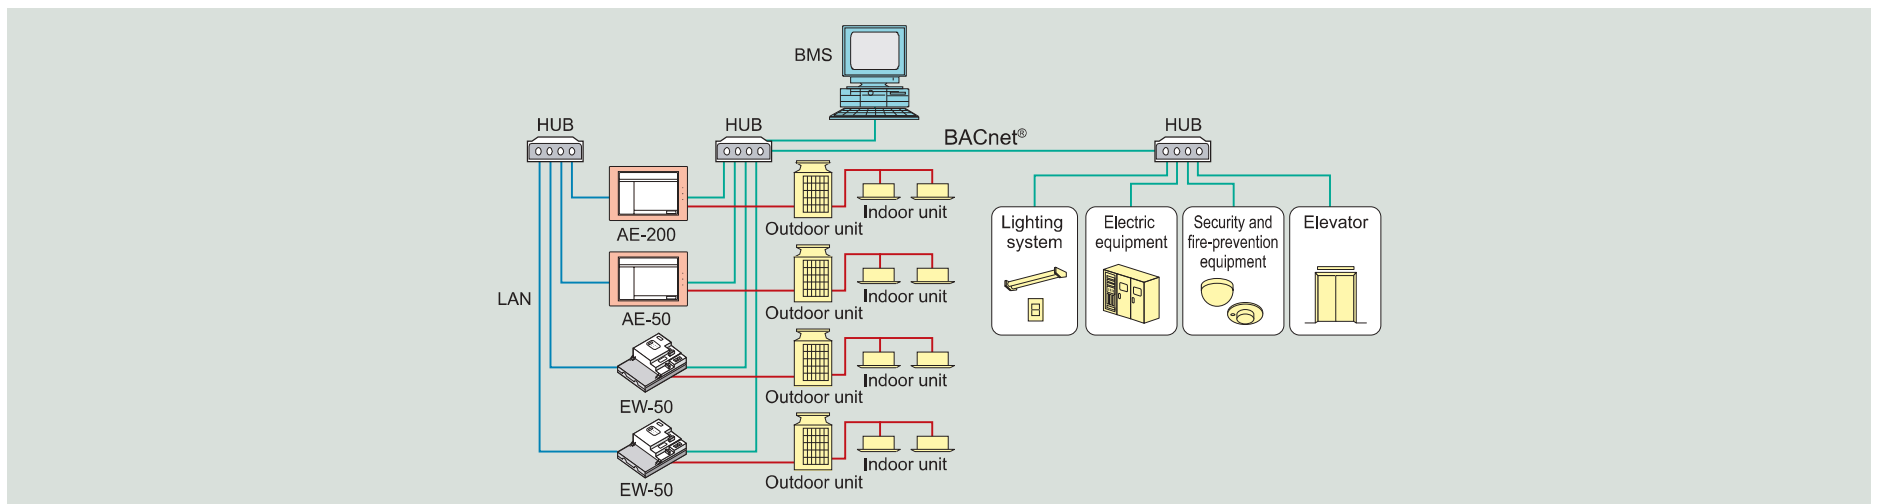 BMS
HUB
HUB
BACnet®
HUB
AE-200
Outdoor unit
Indoor unit
Lighting
system
Electric
equipment
Security and
fire-prevention
equipment
Elevator
LAN
AE-50
Outdoor unit
Indoor unit
EW-50
Outdoor unit
Indoor unit
EW-50
Outdoor unit
Indoor unit